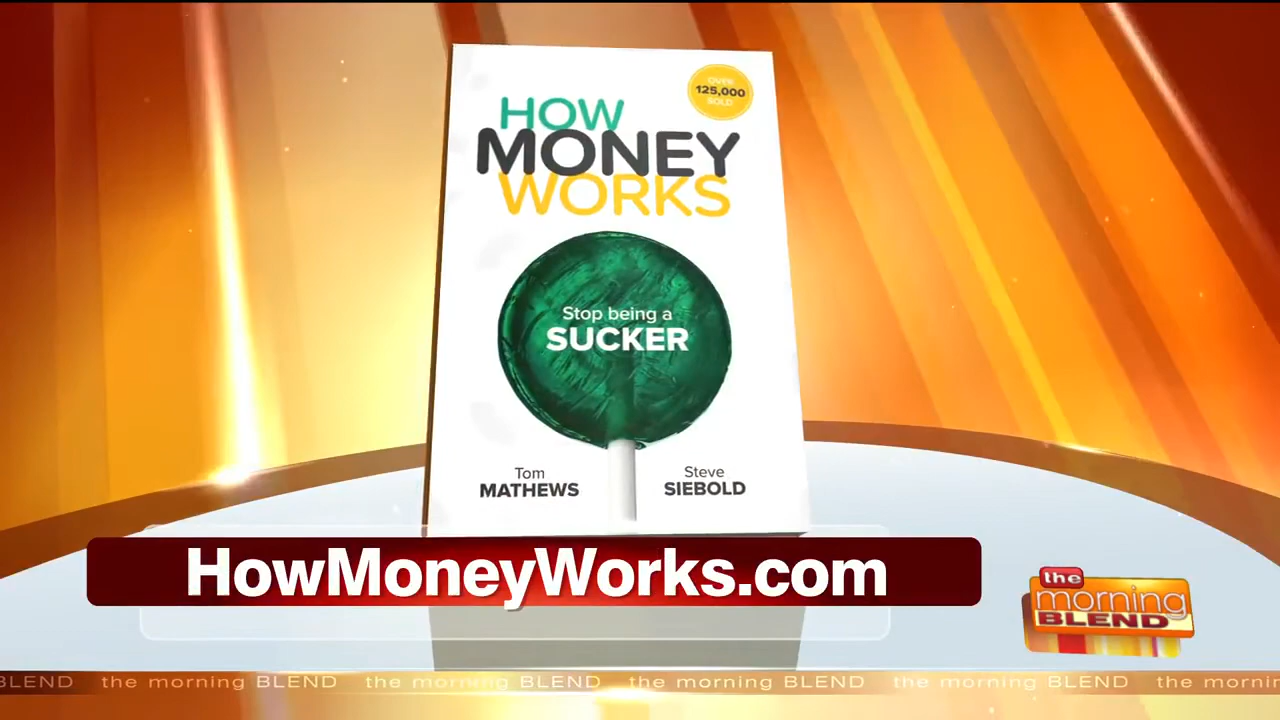 OVER
125,000
SOLD
HOW
MONEY
WORKS
Stop being a
SUCKER
Tom
MATHEWS
Steve
SIEBOLD
HowMoneyWorks.com
the
morning
BLEND
BLEND the morning BLEND the morning BLEND the morning BLEND the morning BLEND the mornin